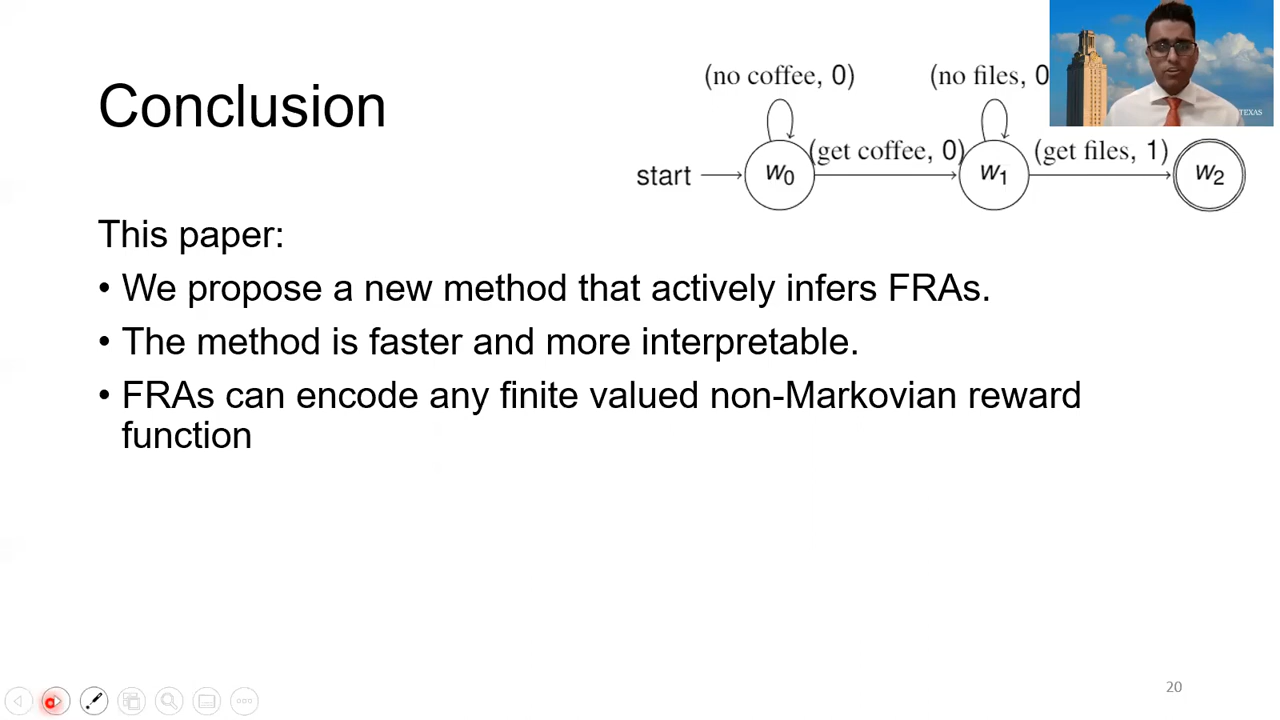 Conclusion
(no coffee, 0)
(no files, 0
TEXAS
(get coffee, 0)
(get files, 1)
start
w0
w1
w2
This paper:
• We propose a new method that actively infers FRAs.
• The method is faster and more interpretable.
• FRAs can encode any finite valued non-Markovian reward
function
20